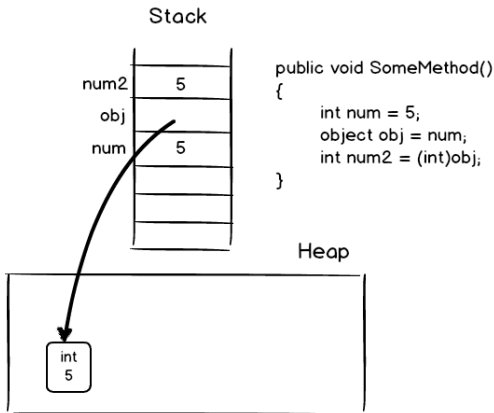 Stack
num2 5
obj
num 5
public void SomeMethod()
{
int num = 5;
object obj = num;
int num2 = (int)obj;
}
Heap
int
5